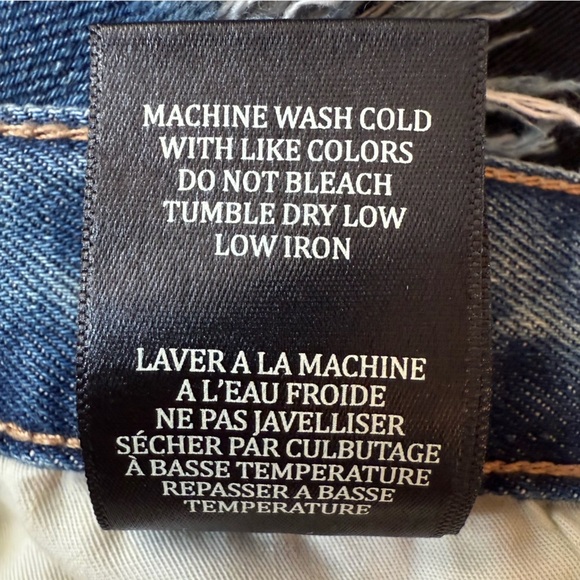 MACHINE WASH COLD
WITH LIKE COLORS
DO NOT BLEACH
TUMBLE DRY LOW
LOW IRON
LAVER A LA MACHINE
A L'EAU FROIDE
NE PAS JAVELLISER
SÉCHER PAR CULBUTAGE
À BASSE TEMPERATURE
REPASSER A BASSE
TEMPERATURE